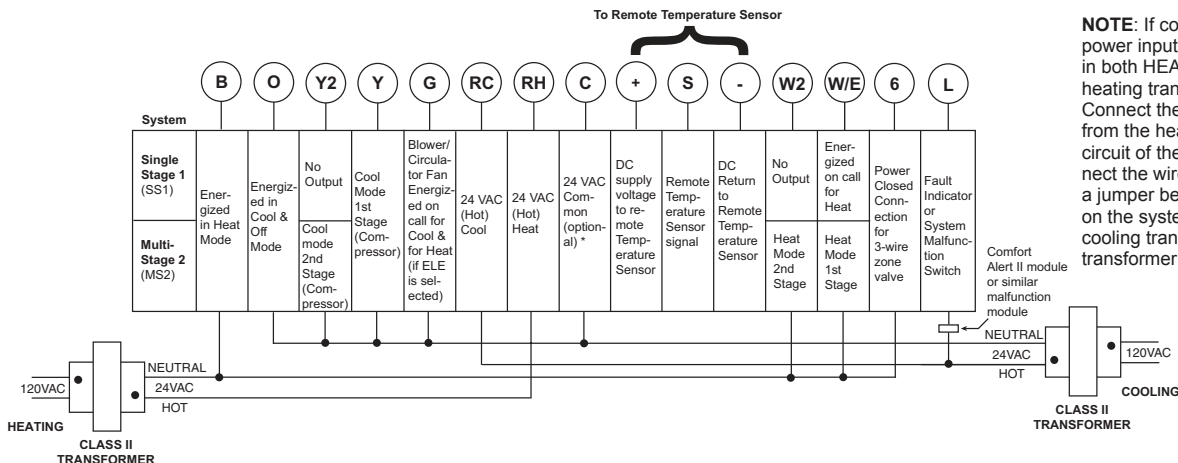 To Remote Temperature Sensor
B O Y2 Y G RC RH C + S - W2 W/E 6 L
System
Single
Stage 1
(SS1)
Multi-
Stage 2
(MS2)
Ener-
gized
in Heat
Mode
Energiz-
ed in
Cool &
Off
Mode
No
Output
Cool
mode
2nd
Stage
(Com-
pressor)
Cool
Mode
1st
Stage
(Com-
pressor)
Blower/
Circula-
tor Fan
Energiz-
ed on
call for
Cool &
for Heat
(if ELE
is sel-
ected)
24 VAC
(Hot)
Cool
24 VAC
(Hot)
Heat
24 VAC
Com-
mon
(option-
al) *
DC
supply
voltage
to re-
mote
Temp-
erature
Sensor
Remote
Temp-
erature
Sensor
signal
DC
Return
to
Remote
Temp-
erature
Sensor
No
Output
Heat
Mode
2nd
Stage
Ener-
gized
on call
for
Heat
Heat
Mode
1st
Stage
Power
Closed
Conn-
ection
for
3-wire
zone
valve
Fault
Indicator
or
System
Malfunc-
tion
Switch
Comfort
Alert II module
or similar
malfunction
module
NEUTRAL
24VAC
HOT
120VAC
COOLING
CLASS II
TRANSFORMER
NEUTRAL
24VAC
HOT
120VAC
HEATING
CLASS II
TRANSFORMER
NOTE: If co
power input
in both HEA
heating tran
Connect the
from the hea
circuit of the
nect the wire
a jumper be
on the syste
cooling tran
transformer